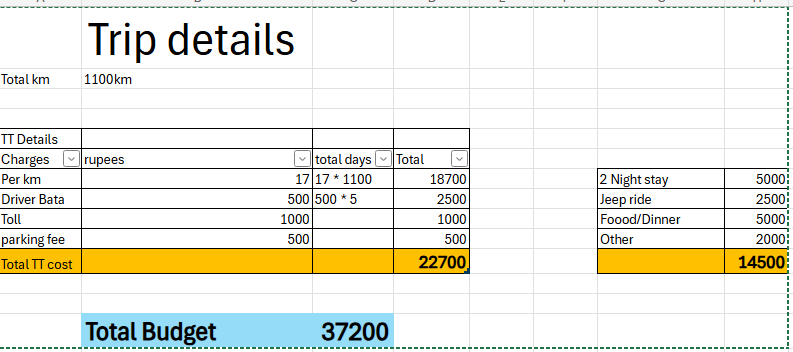 Trip details
Total km 1100km
TT Details
Charges rupees total days Total
Per km 17 17 * 1100 18700 2 Night stay 5000
Driver Bata 500 500 * 5 2500 Jeep ride 2500
Toll 1000 1000 Foood/Dinner 5000
parking fee 500 500 Other 2000
Total TT cost 22700 14500
Total Budget 37200